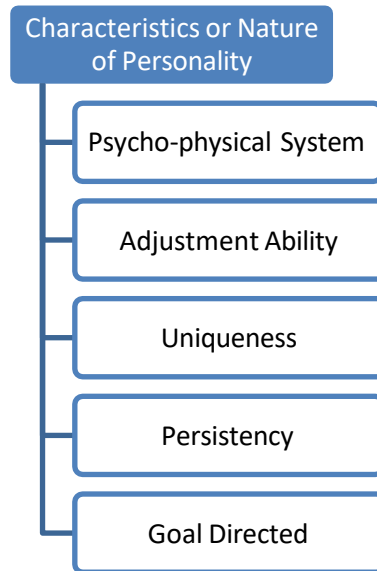 Characteristics or Nature
of Personality
Psycho-physical System
Adjustment Ability
Uniqueness
Persistency
Goal Directed